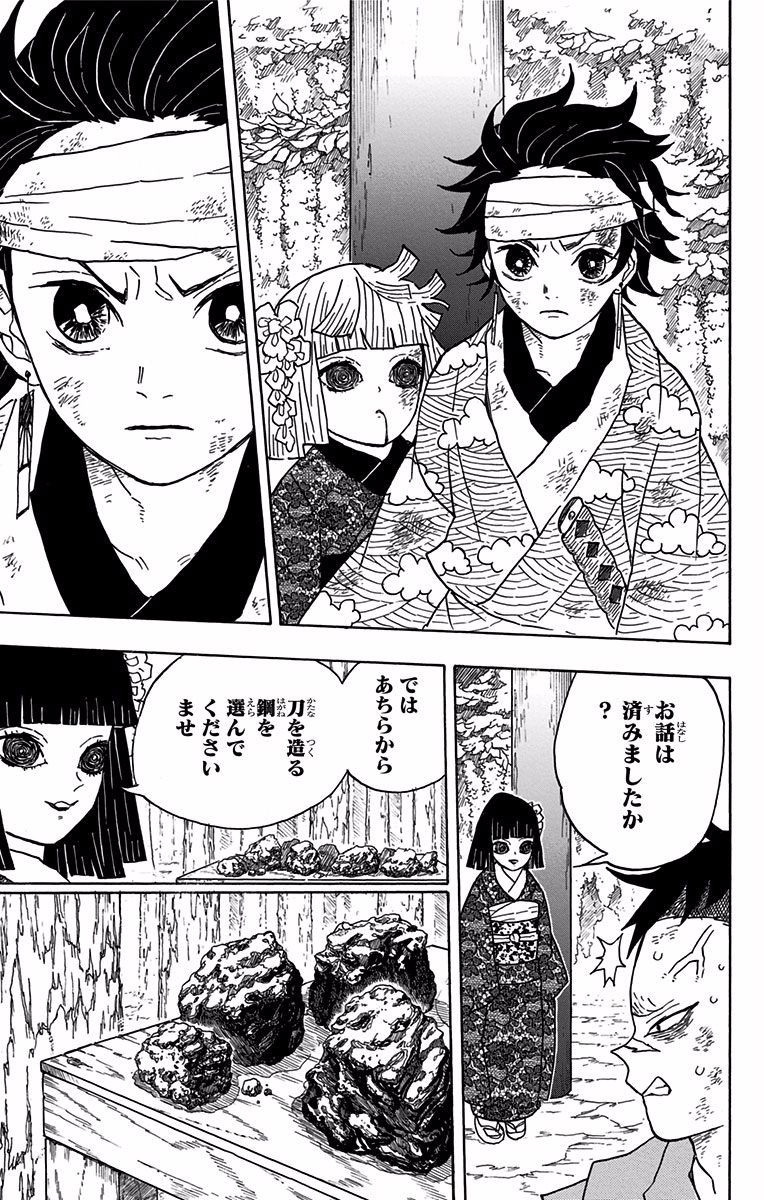 お話は
済みましたか
？
では
あちらから
刀を造る
鋼を
選んで
ください
ませ